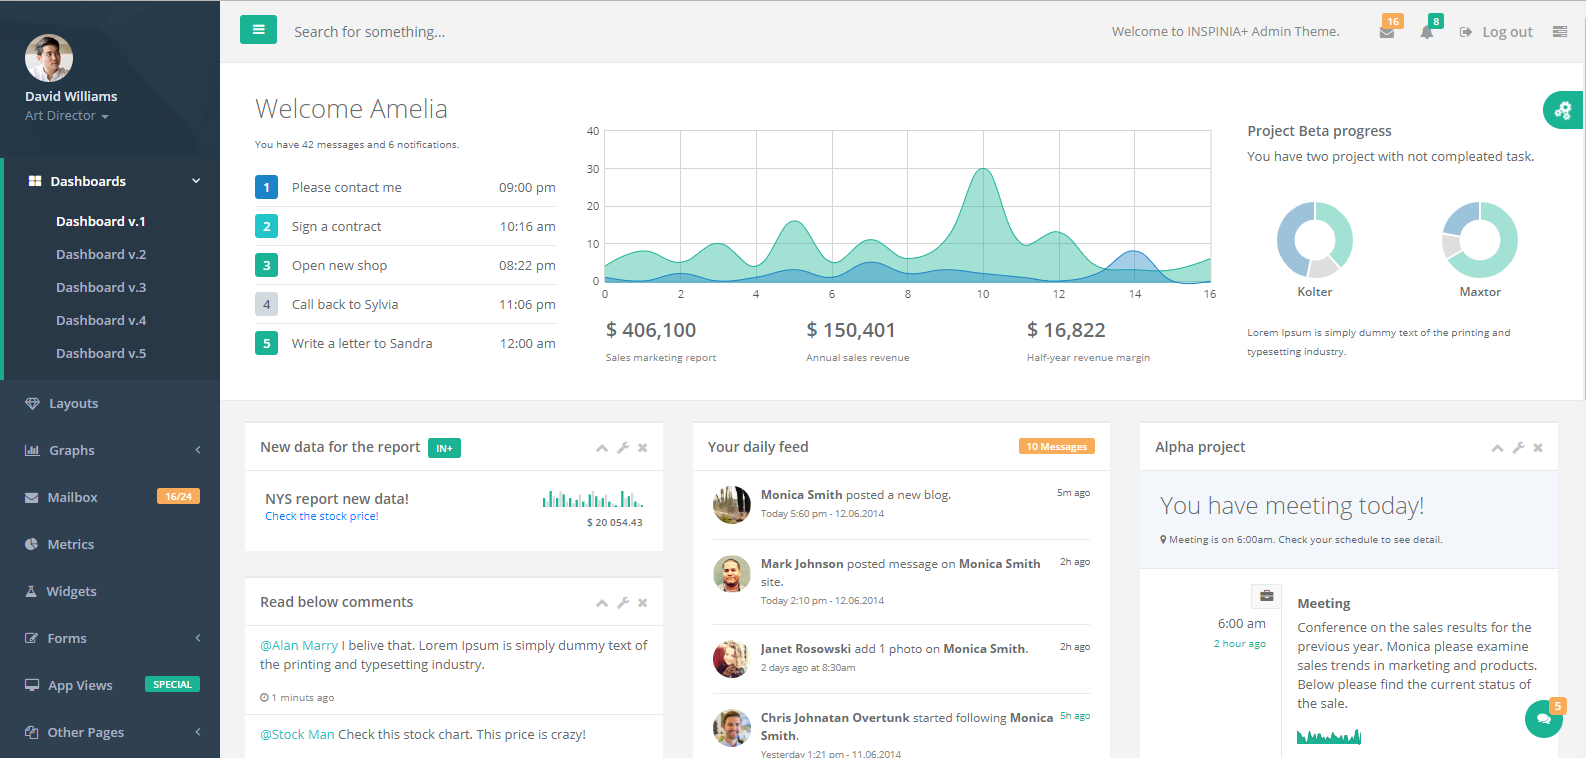 David Williams
Art Director
Dashboards
Dashboard v.1
Dashboard v.2
Dashboard v.3
Dashboard v.4
Dashboard v.5
Layouts
Graphs
Mailbox 16/24
Metrics
Widgets
Forms
App Views SPECIAL
Other Pages
Search for something...
Welcome to INSPINIA+ Admin Theme.
16
8
Log out
Welcome Amelia
You have 42 messages and 6 notifications.
1 Please contact me 09:00 pm
2 Sign a contract 10:16 am
3 Open new shop 08:22 pm
4 Call back to Sylvia 11:06 pm
5 Write a letter to Sandra 12:00 am
40
30
20
10
0
0 2 4 6 8 10 12 14 16
$ 406,100
Sales marketing report
$ 150,401
Annual sales revenue
$ 16,822
Half-year revenue margin
Project Beta progress
You have two project with not compleated task.
Kolter
Maxtor
Lorem Ipsum is simply dummy text of the printing and
typesetting industry.
New data for the report IN+
NYS report new data!
Check the stock price!
$ 20 054.43
Read below comments
@Alan Marry I belive that. Lorem Ipsum is simply dummy text of
the printing and typesetting industry.
1 minuts ago
@Stock Man Check this stock chart. This price is crazy!
Your daily feed 10 Messages
Monica Smith posted a new blog. 5m ago
Today 5:60 pm - 12.06.2014
Mark Johnson posted message on Monica Smith 2h ago
site.
Today 2:10 pm - 12.06.2014
Janet Rosowski add 1 photo on Monica Smith. 2h ago
2 days ago at 8:30am
Chris Johnatan Overtunk started following Monica 5h ago
Smith.
Yesterday 1:21 pm - 11.06.2014
Alpha project
You have meeting today!
Meeting is on 6:00am. Check your schedule to see detail.
6:00 am
2 hour ago
Meeting
Conference on the sales results for the
previous year. Monica please examine
sales trends in marketing and products.
Below please find the current status of
the sale.
5